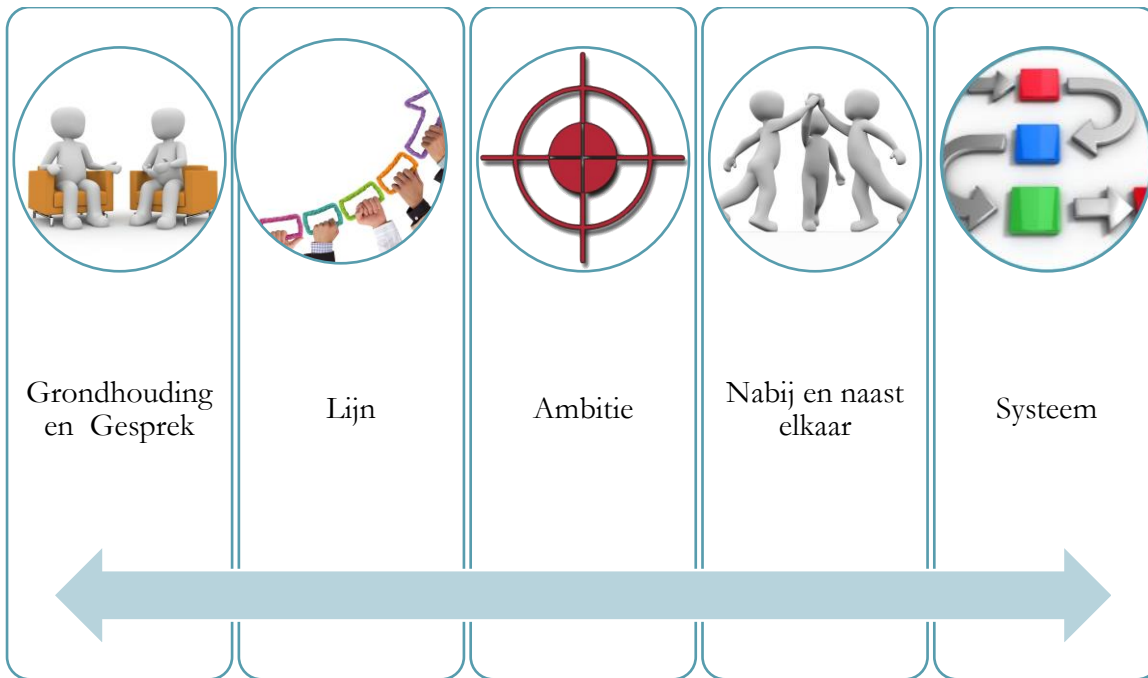 Grondhouding
en Gesprek
Lijn
Ambitie
Nabij en naast
elkaar
Systeem